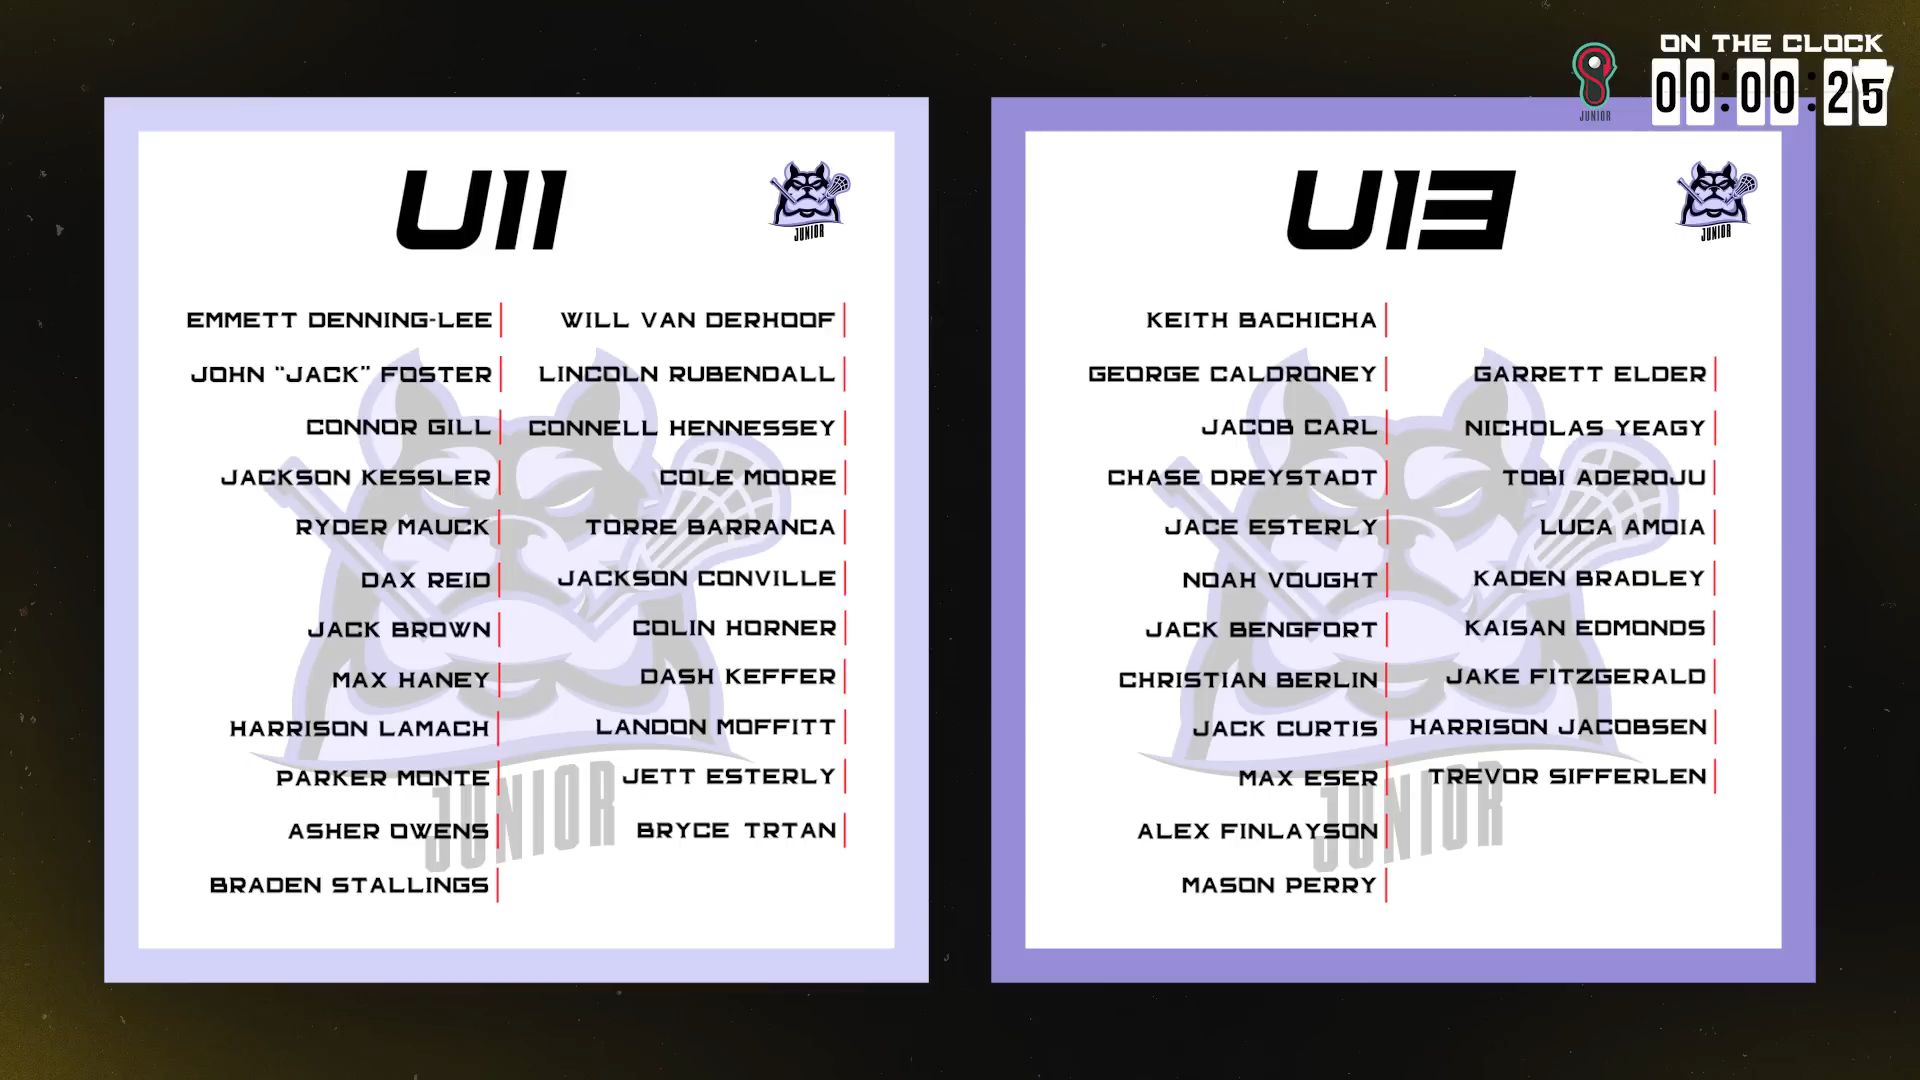 ON THE CLOCK
00:00:25
JUNIOR
U11
JUNIOR
EMMETT DENNING-LEE
JOHN "JACK" FOSTER
CONNOR GILL
JACKSON KESSLER
RYDER MAUCK
DAX REID
JACK BROWN
MAX HANEY
HARRISON LAMACH
PARKER MONTE
ASHER OWENS
BRADEN STALLINGS
WILL VAN DERHOOF
LINCOLN RUBENDALL
CONNELL HENNESSEY
COLE MOORE
TORRE BARRANCA
JACKSON CONVILLE
COLIN HORNER
DASH KEFFER
LANDON MOFFITT
JETT ESTERLY
BRYCE TRTAN
JUNIOR
U13
JUNIOR
KEITH BACHICHA
GEORGE CALDRONEY
JACOB CARL
CHASE DREYSTADT
JACE ESTERLY
NOAH VOUGHT
JACK BENGFORT
CHRISTIAN BERLIN
JACK CURTIS
MAX ESER
ALEX FINLAYSON
MASON PERRY
GARRETT ELDER
NICHOLAS YEAGY
TOBI ADEROJU
LUCA AMOIA
KADEN BRADLEY
KAISAN EDMONDS
JAKE FITZGERALD
HARRISON JACOBSEN
TREVOR SIFFERLEN
JUNIOR